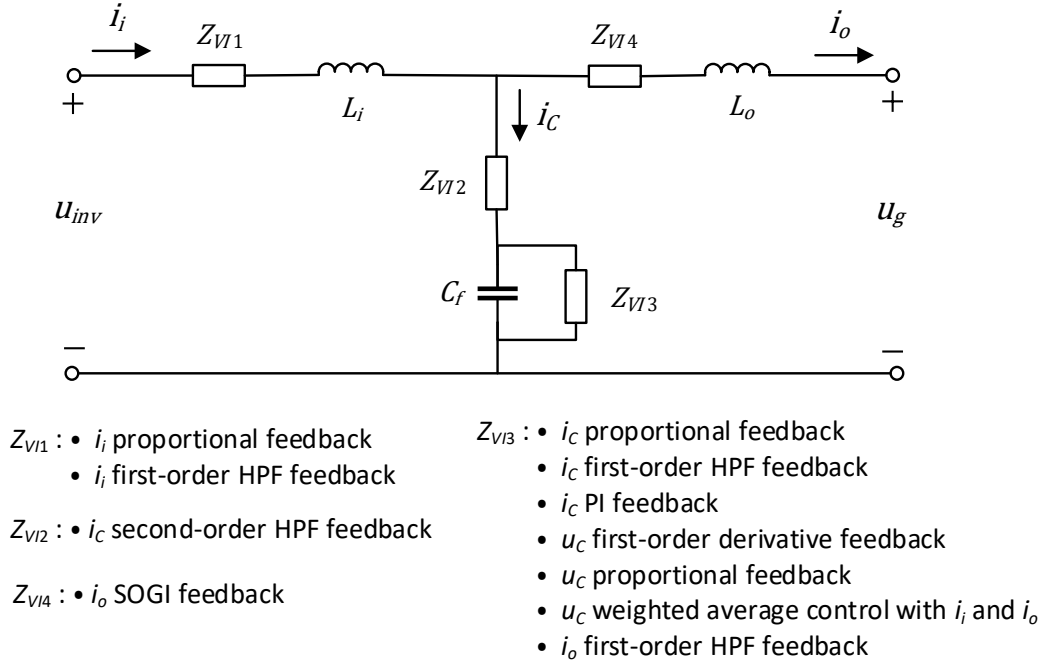 i_i
Z_VI1
Z_VI4
i_o
L_i
L_o
+
+
i_C
Z_VI2
u_inv
u_g
C_f
Z_VI3
−
−
Z_VI1 : • i_i proportional feedback
• i_i first-order HPF feedback
Z_VI2 : • i_C second-order HPF feedback
Z_VI4 : • i_o SOGI feedback
Z_VI3 : • i_C proportional feedback
• i_C first-order HPF feedback
• i_C PI feedback
• u_C first-order derivative feedback
• u_C proportional feedback
• u_C weighted average control with i_i and i_o
• i_o first-order HPF feedback